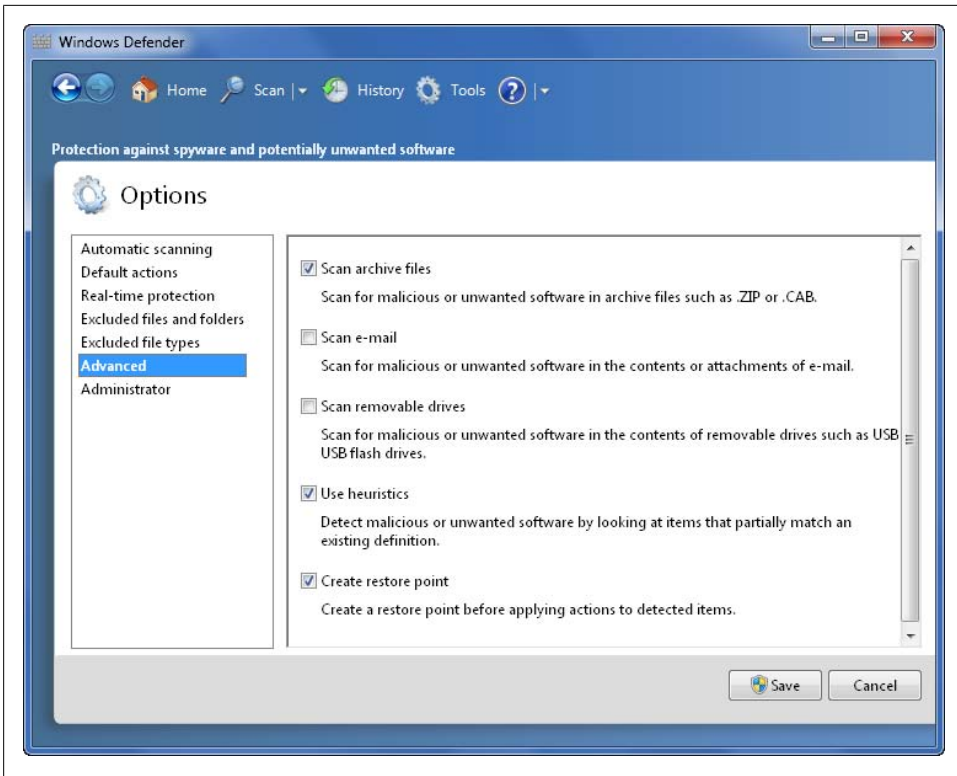 Windows Defender
Home Scan History Tools
Protection against spyware and potentially unwanted software
Options
Automatic scanning
Default actions
Real-time protection
Excluded files and folders
Excluded file types
Advanced
Administrator
Scan archive files
Scan for malicious or unwanted software in archive files such as .ZIP or .CAB.
Scan e-mail
Scan for malicious or unwanted software in the contents or attachments of e-mail.
Scan removable drives
Scan for malicious or unwanted software in the contents of removable drives such as USB
USB flash drives.
Use heuristics
Detect malicious or unwanted software by looking at items that partially match an
existing definition.
Create restore point
Create a restore point before applying actions to detected items.
Save Cancel